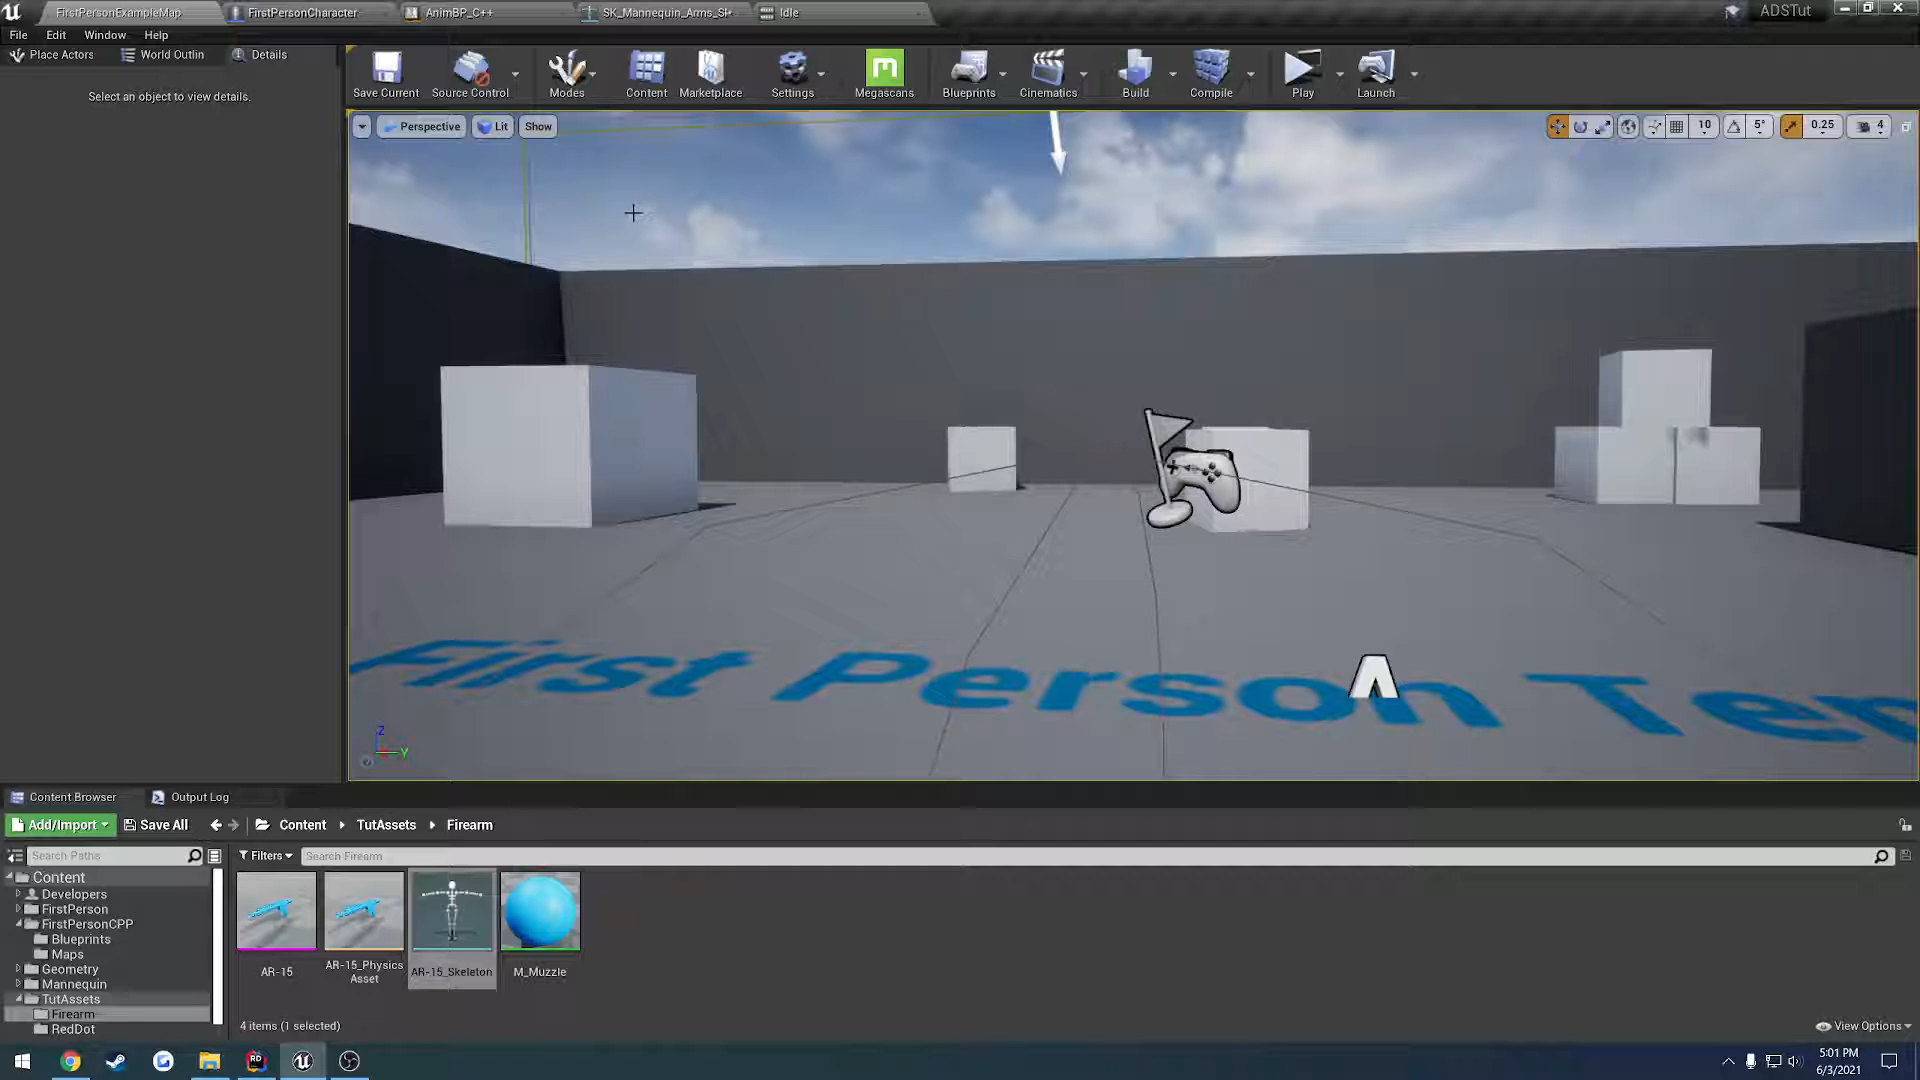 FirstPersonExampleMap
FirstPersonCharacter
AnimBP_C++
SK_Mannequin_Arms_Sk•
Idle
ADSTut
File Edit Window Help
Place Actors
World Outlin
Details
Select an object to view details.
Save Current
Source Control
Modes
Content
Marketplace
Settings
Megascans
Blueprints
Cinematics
Build
Compile
Play
Launch
Perspective
Lit
Show
10
5°
0.25
4
First Person Tem
Z
Y
Content Browser
Output Log
Add/Import
Save All
Content
TutAssets
Firearm
Search Paths
Filters
Search Firearm
Content
Developers
FirstPerson
FirstPersonCPP
Blueprints
Maps
Geometry
Mannequin
TutAssets
Firearm
RedDot
AR-15
AR-15_Physics
Asset
AR-15_Skeleton
M_Muzzle
4 items (1 selected)
View Options
5:01 PM
6/3/2021